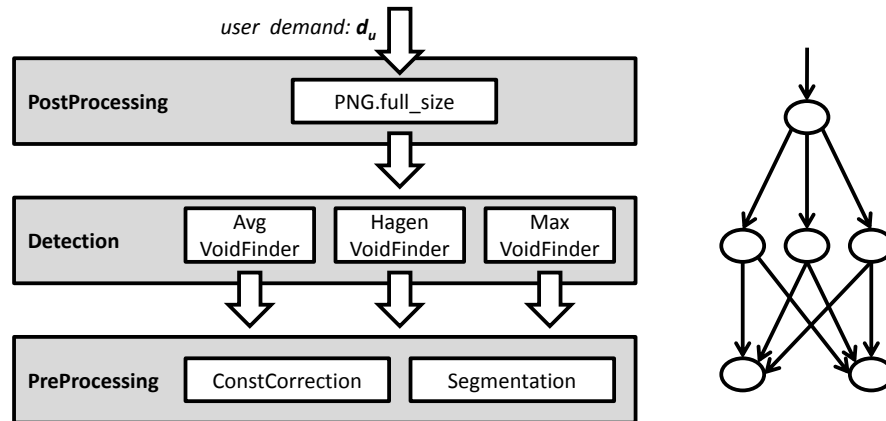 user demand: du
PostProcessing
PNG.full_size
Detection
Avg
VoidFinder
Hagen
VoidFinder
Max
VoidFinder
PreProcessing
ConstCorrection
Segmentation